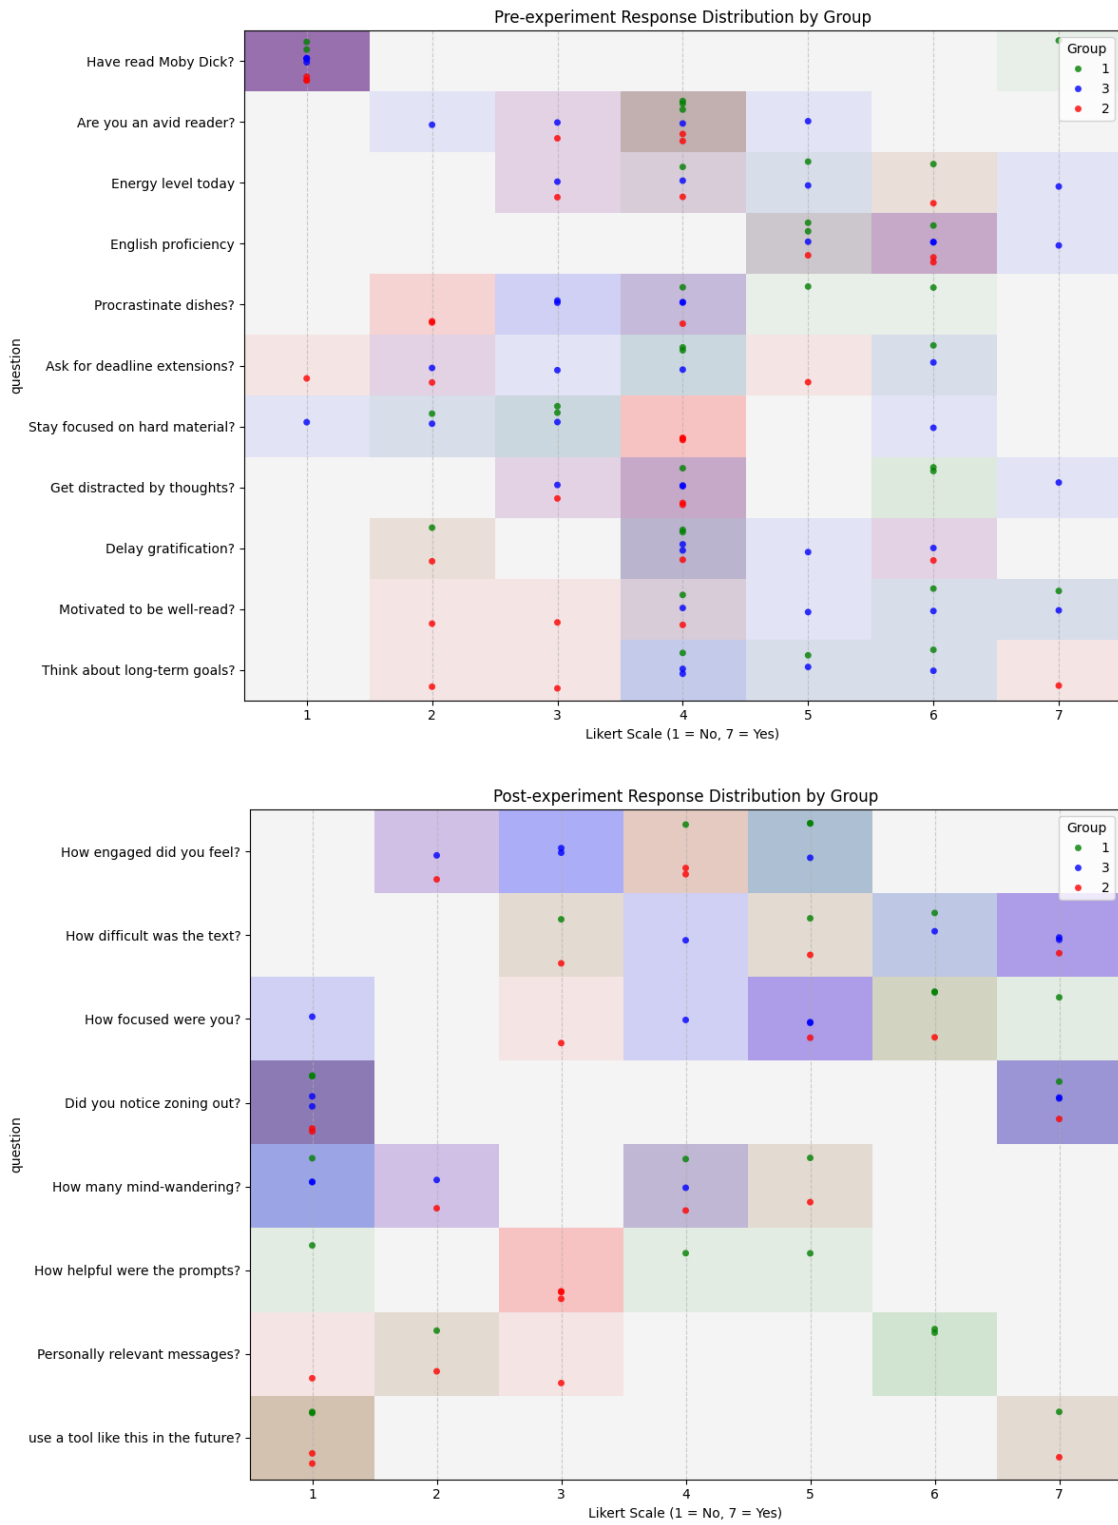 Pre-experiment Response Distribution by Group
Group
1
3
2
Have read Moby Dick?
Are you an avid reader?
Energy level today
English proficiency
Procrastinate dishes?
Ask for deadline extensions?
Stay focused on hard material?
Get distracted by thoughts?
Delay gratification?
Motivated to be well-read?
Think about long-term goals?
question
1 2 3 4 5 6 7
Likert Scale (1 = No, 7 = Yes)
Post-experiment Response Distribution by Group
Group
1
3
2
How engaged did you feel?
How difficult was the text?
How focused were you?
Did you notice zoning out?
How many mind-wandering?
How helpful were the prompts?
Personally relevant messages?
use a tool like this in the future?
question
1 2 3 4 5 6 7
Likert Scale (1 = No, 7 = Yes)